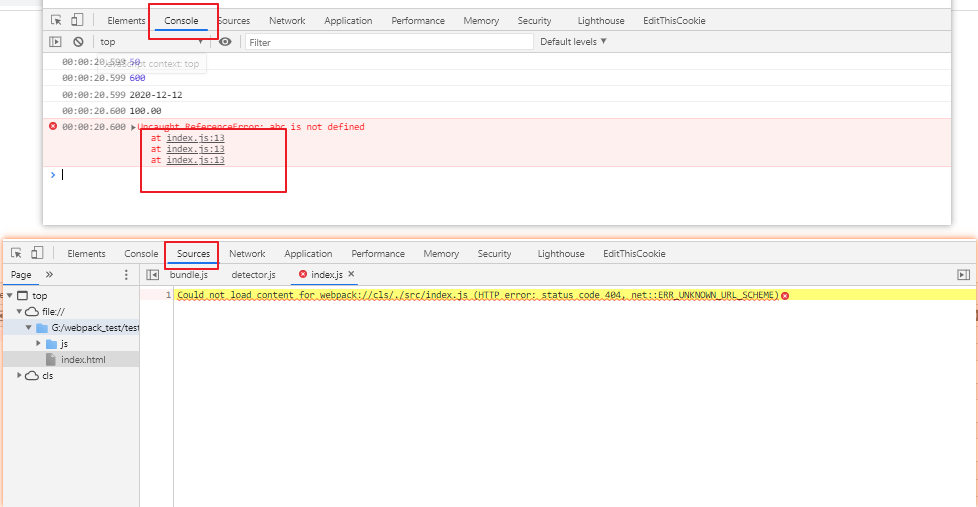 Elements Console Sources Network Application Performance Memory Security Lighthouse EditThisCookie
top Filter Default levels
00:00:20.599 50
JavaScript context: top
00:00:20.599 600
00:00:20.599 2020-12-12
00:00:20.600 100.00
00:00:20.600 Uncaught ReferenceError: abc is not defined
at index.js:13
at index.js:13
at index.js:13
Elements Console Sources Network Application Performance Memory Security Lighthouse EditThisCookie
Page » bundle.js detector.js index.js ×
top
file://
G:/webpack_test/test
js
index.html
cls
1 Could not load content for webpack://cls/./src/index.js (HTTP error: status code 404, net::ERR_UNKNOWN_URL_SCHEME)